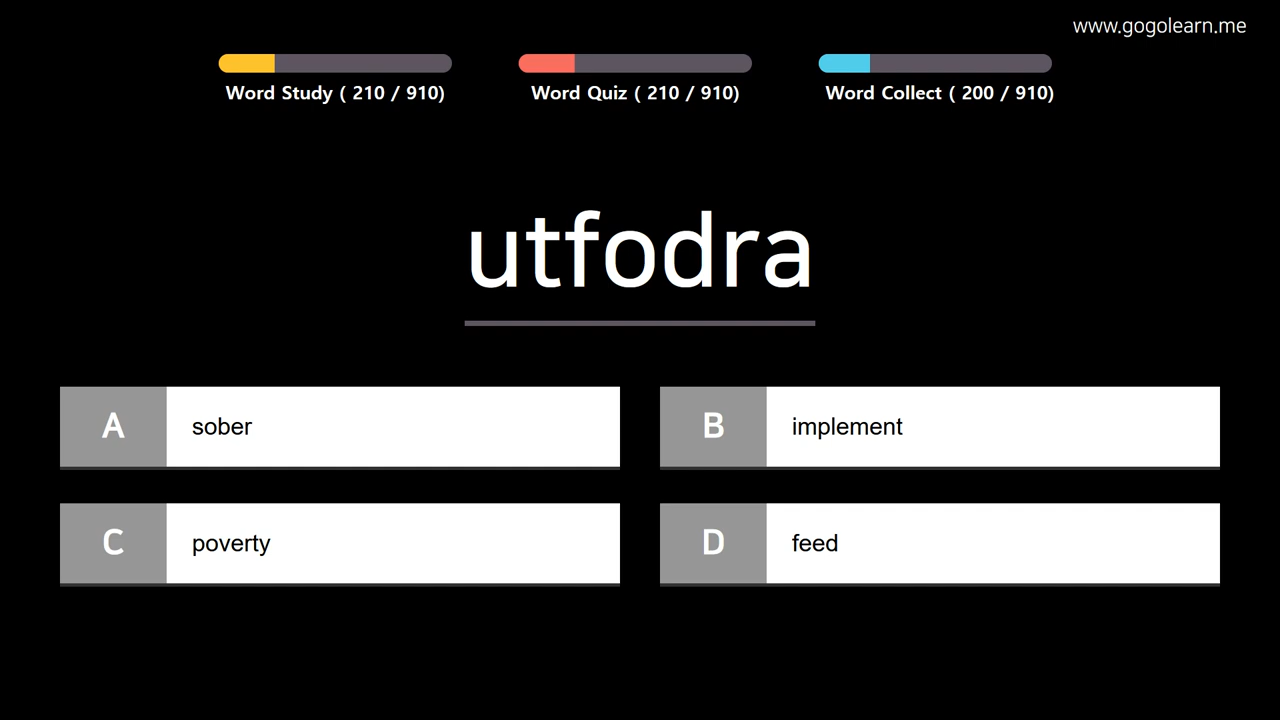 www.gogolearn.me
Word Study ( 210 / 910)
Word Quiz ( 210 / 910)
Word Collect ( 200 / 910)
utfodra
A
sober
B
implement
C
poverty
D
feed